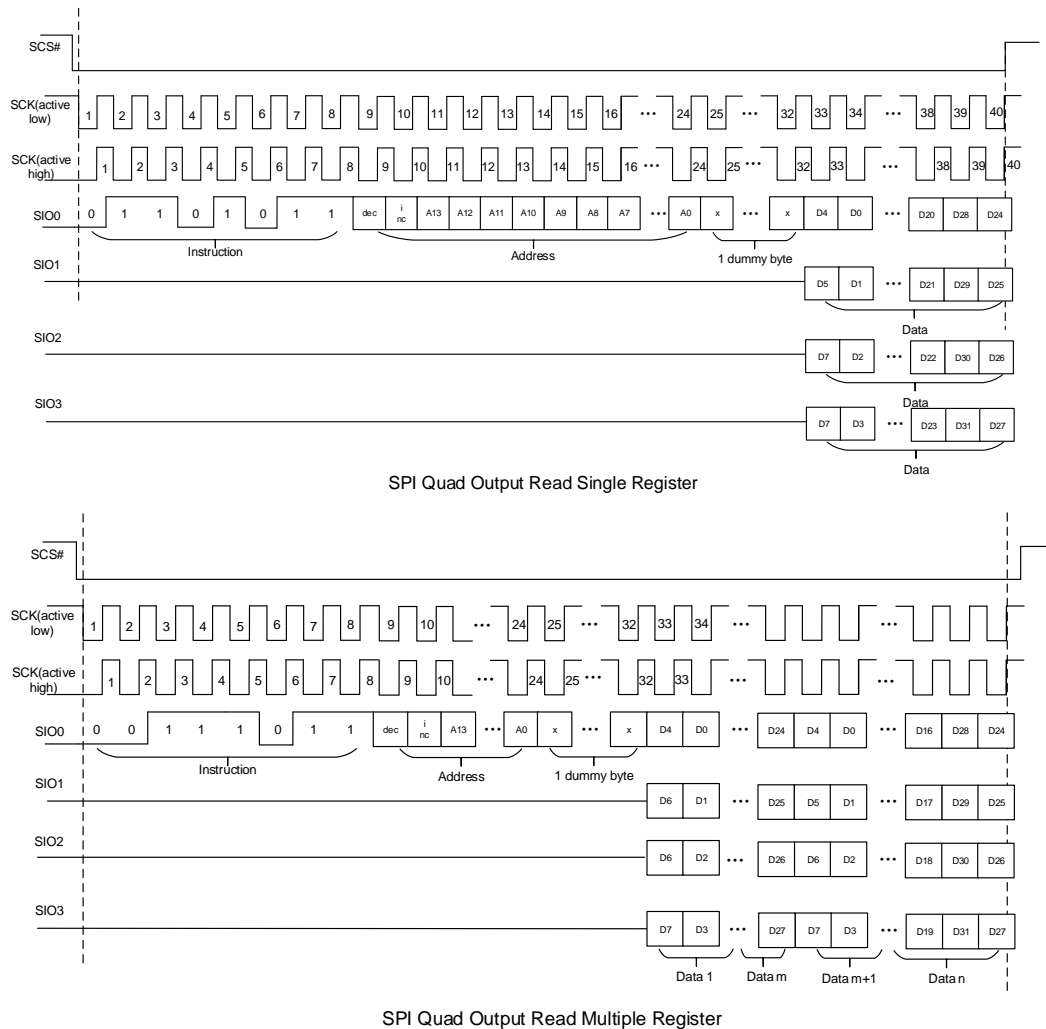 SCS#
SCK(active low) 1 2 3 4 5 6 7 8 9 10 11 12 13 14 15 16 ••• 24 25 ••• 32 33 34 ••• 38 39 40
SCK(active high) 1 2 3 4 5 6 7 8 9 10 11 12 13 14 15 16 ••• 24 25 ••• 32 33 ••• 38 39 40
SIO0 0 1 1 0 1 0 1 1 dec inc A13 A12 A11 A10 A9 A8 A7 ••• A0 x ••• x D4 D0 ••• D20 D28 D24
Instruction Address 1 dummy byte
SIO1 D5 D1 ••• D21 D29 D25
Data
SIO2 D7 D2 ••• D22 D30 D26
Data
SIO3 D7 D3 ••• D23 D31 D27
Data
SPI Quad Output Read Single Register
SCS#
SCK(active low) 1 2 3 4 5 6 7 8 9 10 ••• 24 25 ••• 32 33 34 ••• •••
SCK(active high) 1 2 3 4 5 6 7 8 9 10 ••• 24 25 ••• 32 33 ••• •••
SIO0 0 0 1 1 1 0 1 1 dec inc A13 ••• A0 x ••• x D4 D0 ••• D24 D4 D0 ••• D16 D28 D24
Instruction Address 1 dummy byte
SIO1 D6 D1 ••• D25 D5 D1 ••• D17 D29 D25
SIO2 D6 D2 ••• D26 D6 D2 ••• D18 D30 D26
SIO3 D7 D3 ••• D27 D7 D3 ••• D19 D31 D27
Data 1 Data m Data m+1 Data n
SPI Quad Output Read Multiple Register